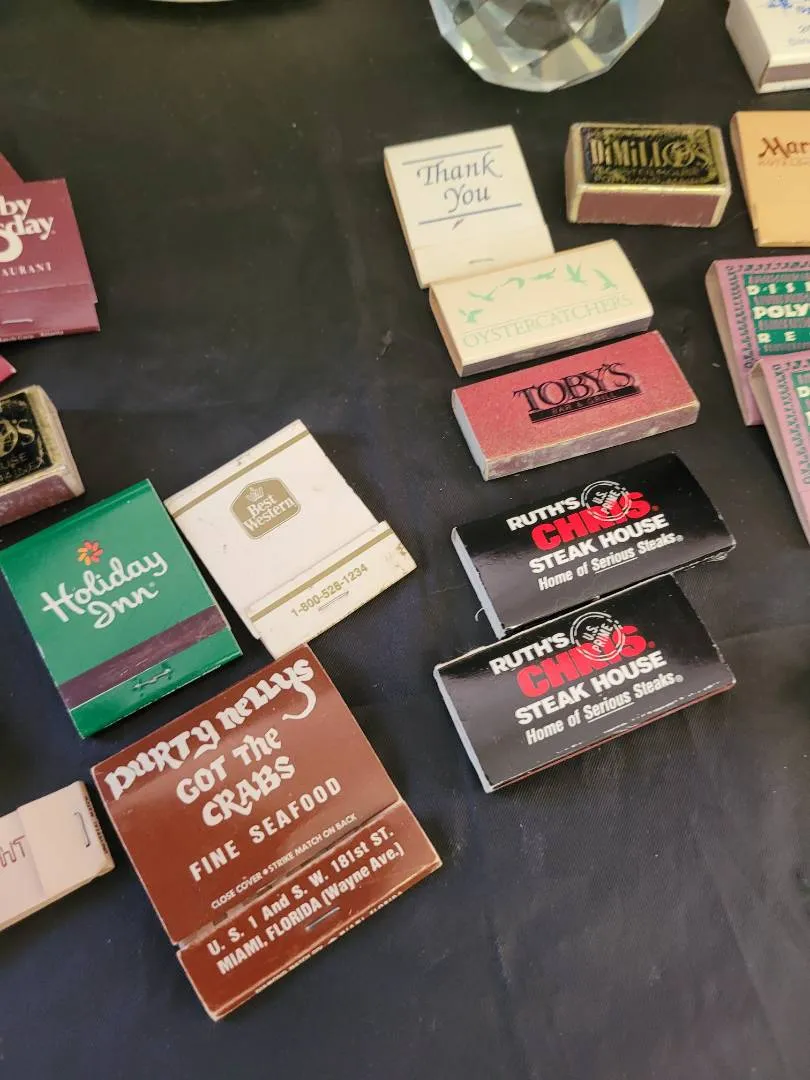 Thank
You
DiMILLO'S
OYSTERCATCHERS
TOBY'S
BAR & GRILL
RUTH'S
U.S. PRIME
CHRIS.
STEAK HOUSE
Home of Serious Steaks®
RUTH'S
U.S. PRIME
CHRIS.
STEAK HOUSE
Home of Serious Steaks®
Best
Western
1-800-528-1234
Holiday
Inn®
DURTY NELLYS
GOT THE
CRABS
FINE SEAFOOD
CLOSE COVER • STRIKE MATCH ON BACK
U. S. 1 And S. W. 181st ST.
MIAMI, FLORIDA (Wayne Ave.)
by
sday
AURANT
O'S
USE
HT
Mar
DIS
POLY
RE